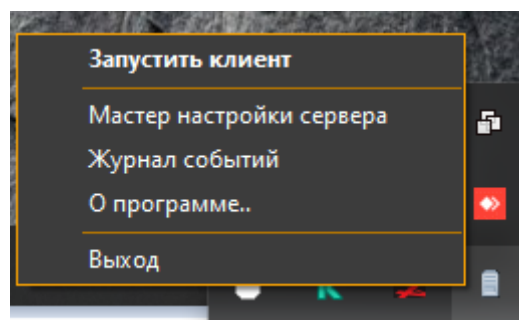 Запустить клиент
Мастер настройки сервера
Журнал событий
О программе..
Выход